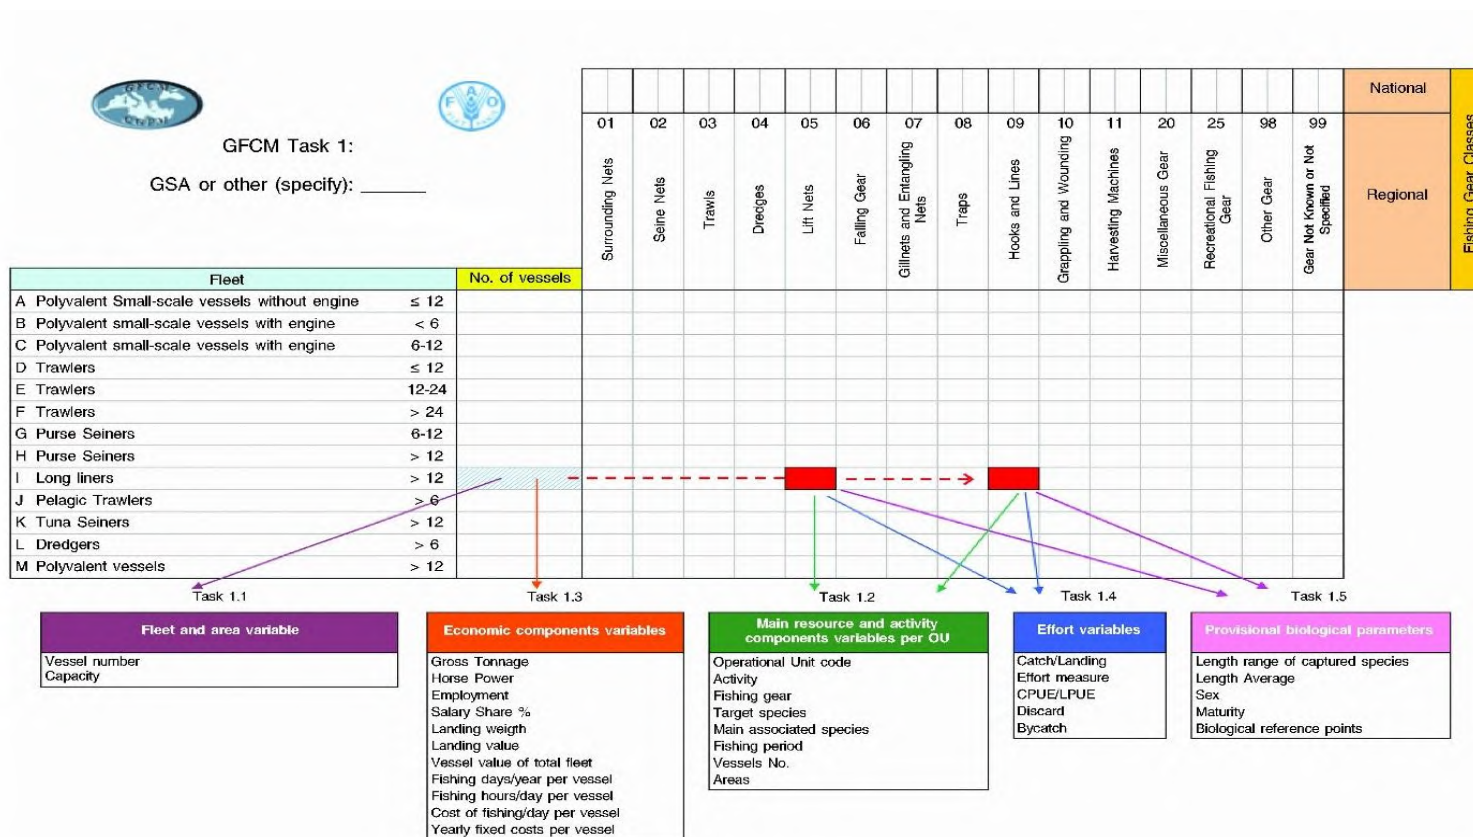 GFCM
FAO
GFCM Task 1:
GSA or other (specify): ______
National
01 02 03 04 05 06 07 08 09 10 11 20 25 98 99
Surrounding Nets
Seine Nets
Trawls
Dredges
Lift Nets
Falling Gear
Gillnets and Entangling
Nets
Traps
Hooks and Lines
Grappling and Wounding
Harvesting Machines
Miscellaneous Gear
Recreational Fishing
Gear
Other Gear
Gear Not Known or Not
Specified
Regional
Fishing Gear Classes
Fleet No. of vessels
A Polyvalent Small-scale vessels without engine ≤ 12
B Polyvalent small-scale vessels with engine < 6
C Polyvalent small-scale vessels with engine 6-12
D Trawlers ≤ 12
E Trawlers 12-24
F Trawlers > 24
G Purse Seiners 6-12
H Purse Seiners > 12
I Long liners > 12
J Pelagic Trawlers > 6
K Tuna Seiners > 12
L Dredgers > 6
M Polyvalent vessels > 12
Task 1.1 Task 1.3 Task 1.2 Task 1.4 Task 1.5
Fleet and area variable
Vessel number
Capacity
Economic components variables
Gross Tonnage
Horse Power
Employment
Salary Share %
Landing weigth
Landing value
Vessel value of total fleet
Fishing days/year per vessel
Fishing hours/day per vessel
Cost of fishing/day per vessel
Yearly fixed costs per vessel
Main resource and activity
components variables per OU
Operational Unit code
Activity
Fishing gear
Target species
Main associated species
Fishing period
Vessels No.
Areas
Effort variables
Catch/Landing
Effort measure
CPUE/LPUE
Discard
Bycatch
Provisional biological parameters
Length range of captured species
Length Average
Sex
Maturity
Biological reference points